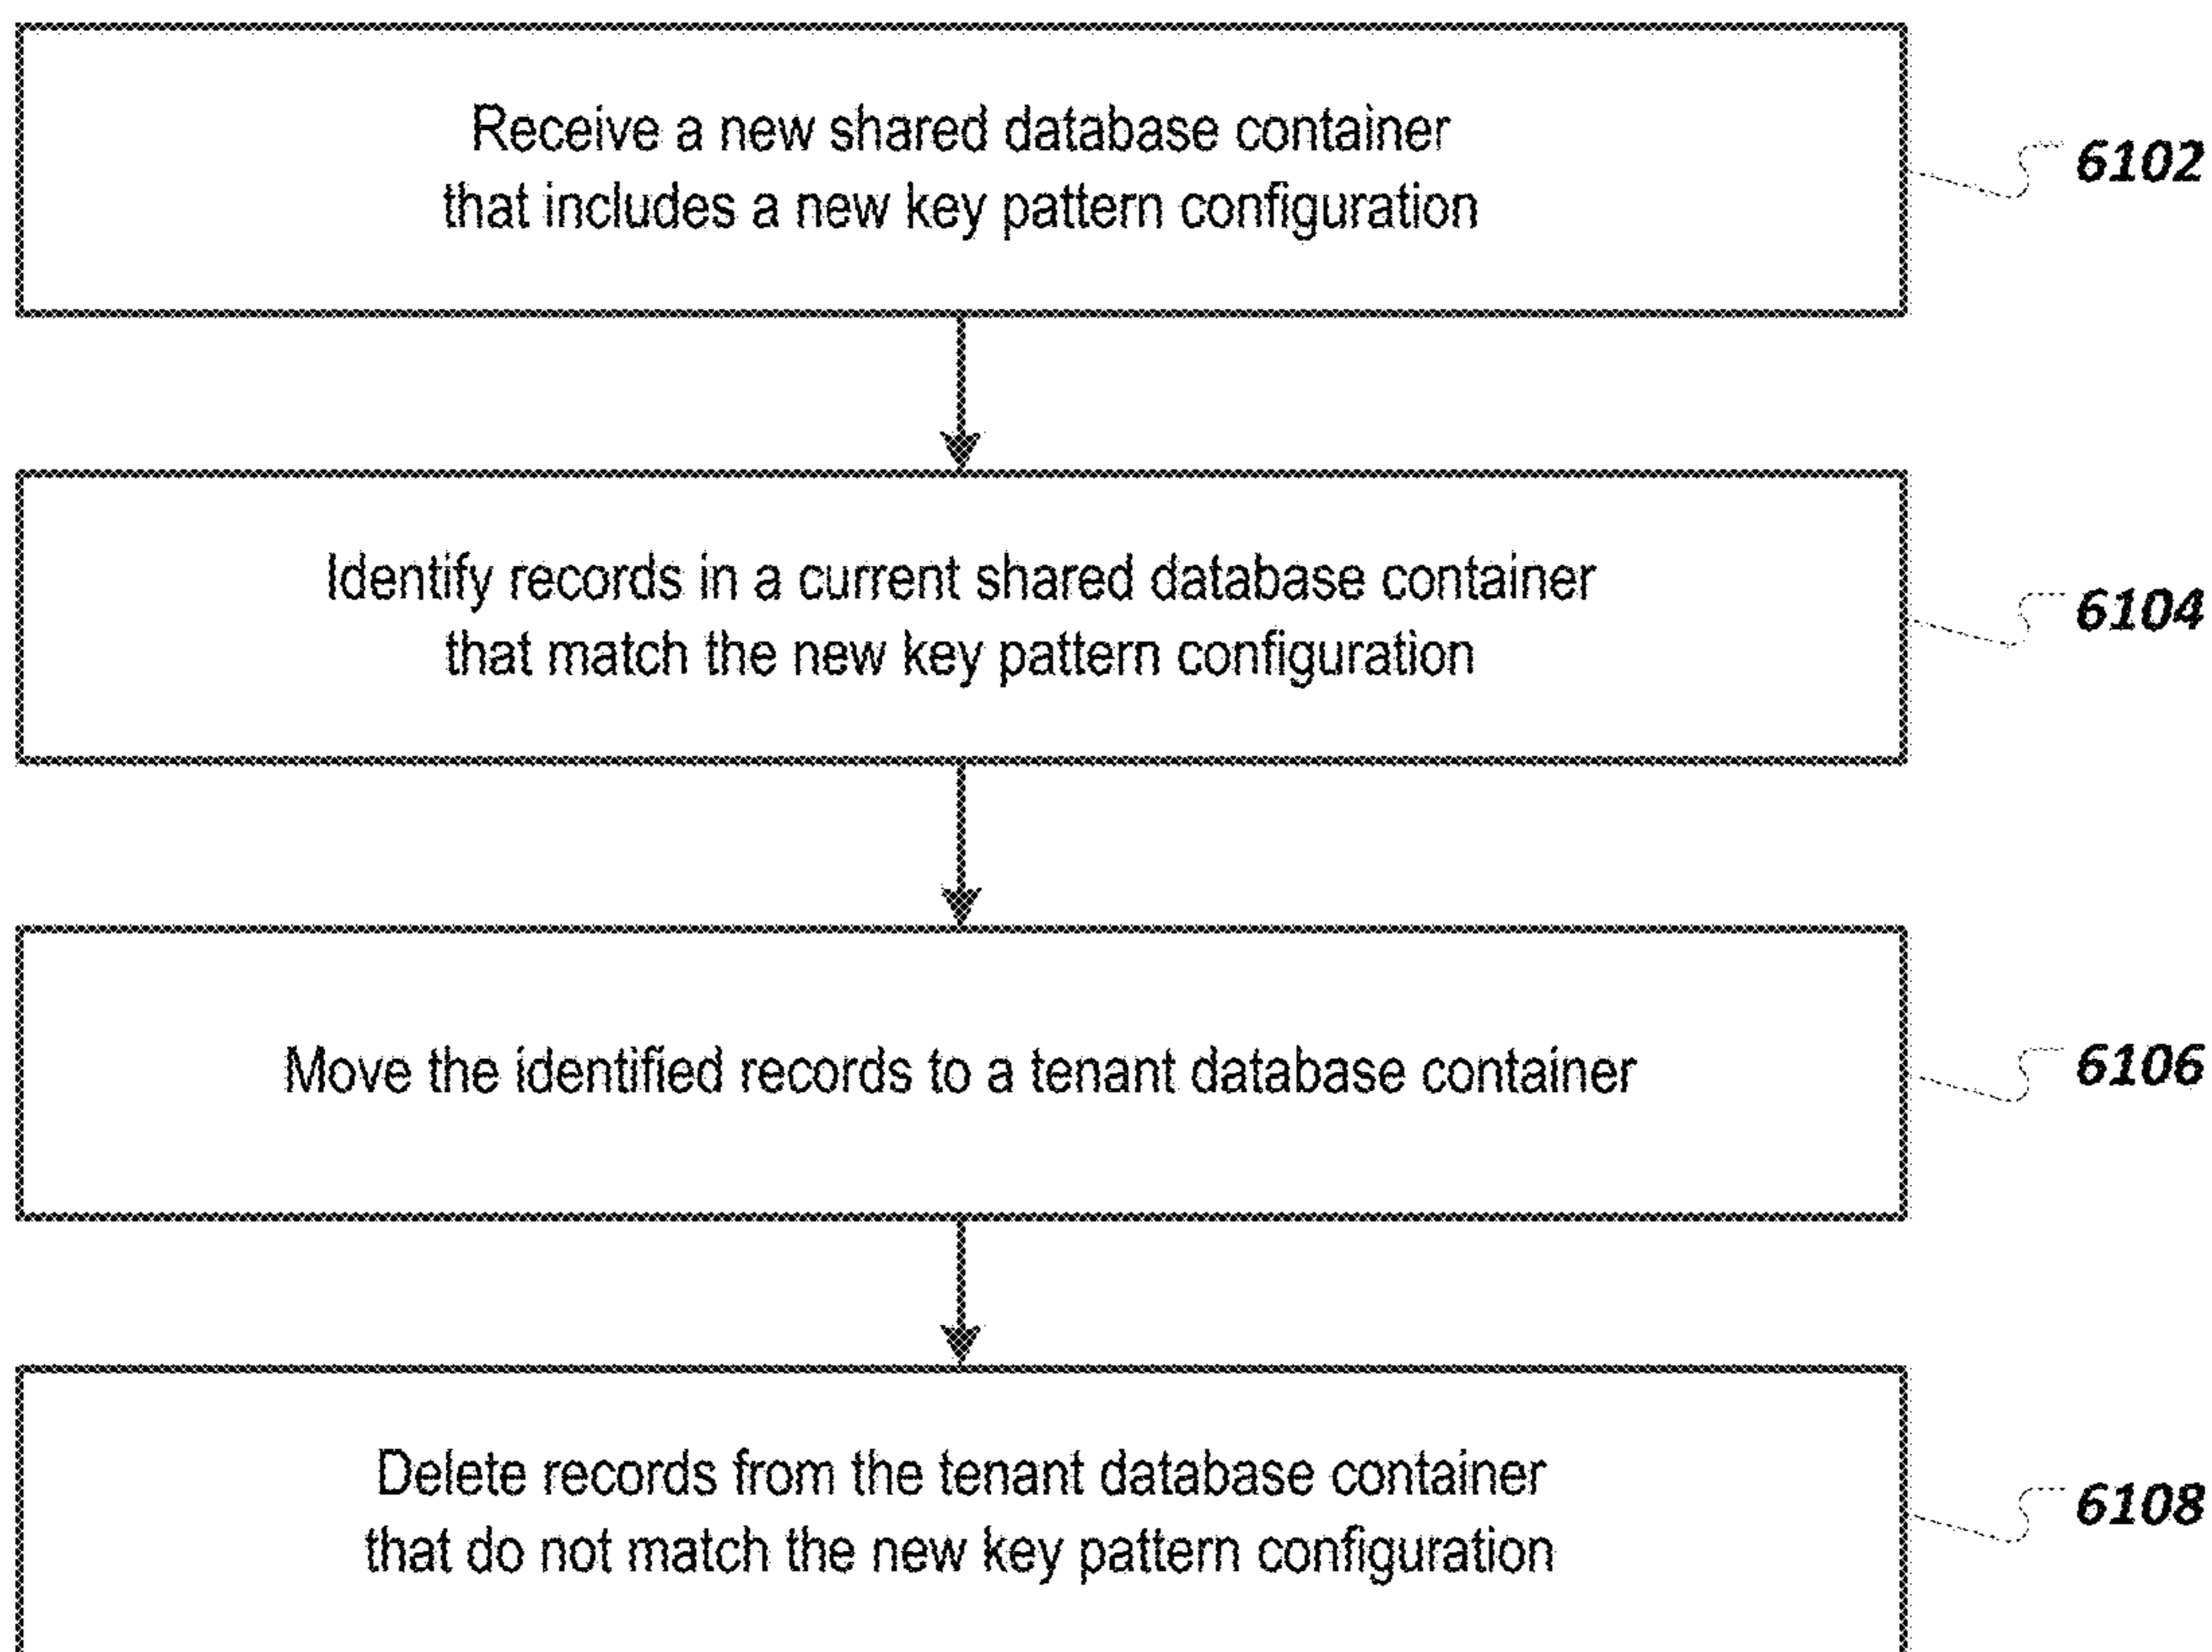 Receive a new shared database container
that includes a new key pattern configuration
6102
Identify records in a current shared database container
that match the new key pattern configuration
6104
Move the identified records to a tenant database container
6106
Delete records from the tenant database container
that do not match the new key pattern configuration
6108